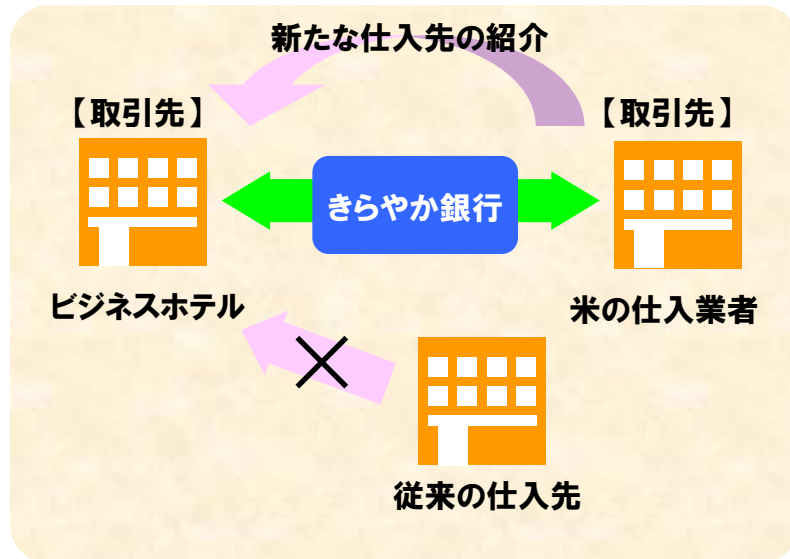 新たな仕入先の紹介
【取引先】
【取引先】
きらやか銀行
ビジネスホテル
米の仕入業者
従来の仕入先